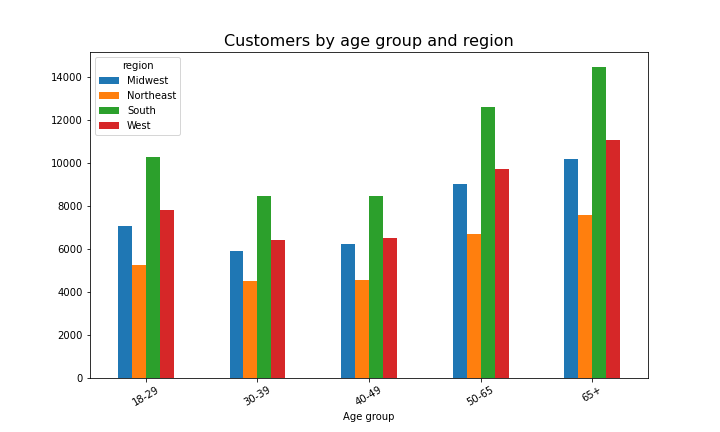 Customers by age group and region
region
Midwest
Northeast
South
West
14000
12000
10000
8000
6000
4000
2000
0
18-29
30-39
40-49
50-65
65+
Age group